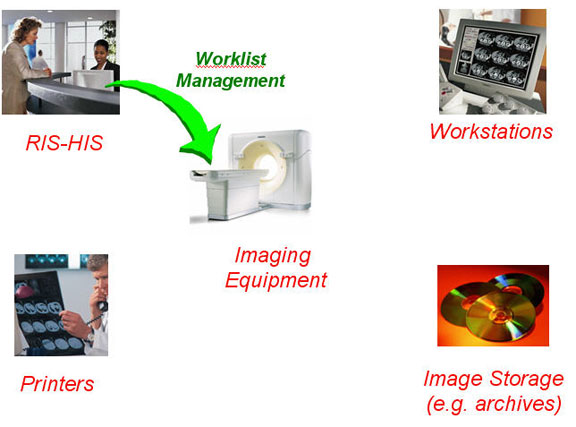 Worklist
Management
RIS-HIS
Workstations
Imaging
Equipment
Printers
Image Storage
(e.g. archives)